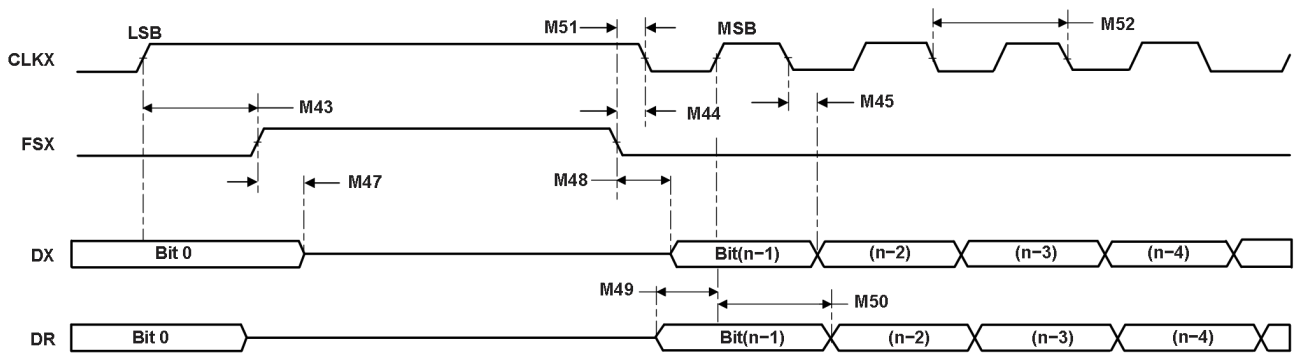 LSB M51 MSB M52
CLKX
M43 M44 M45
FSX
M47 M48
DX Bit 0 Bit(n−1) (n−2) (n−3) (n−4)
M49 M50
DR Bit 0 Bit(n−1) (n−2) (n−3) (n−4)